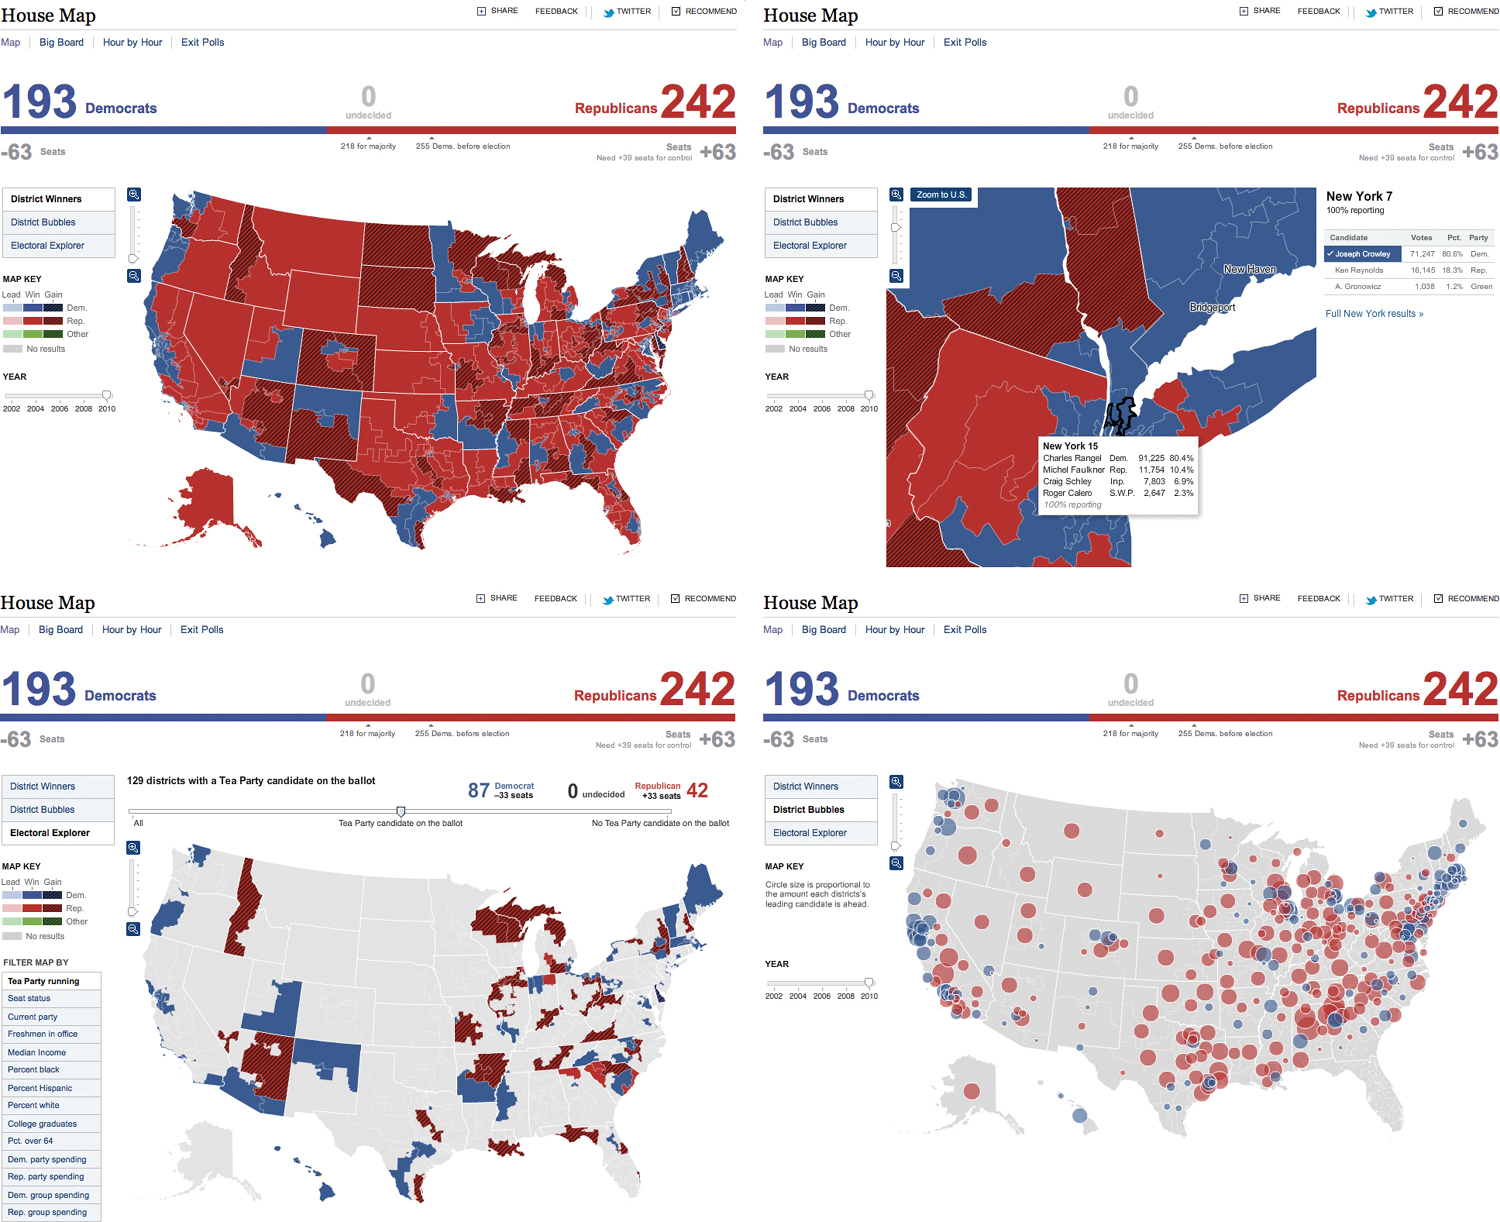 House Map
SHARE FEEDBACK TWITTER RECOMMEND
Map Big Board Hour by Hour Exit Polls
193 Democrats
0
undecided
Republicans 242
-63 Seats
218 for majority
255 Dems. before election
Seats
Need +39 seats for control
+63
District Winners
District Bubbles
Electoral Explorer
MAP KEY
Lead Win Gain
Dem.
Rep.
Other
No results
YEAR
2002 2004 2006 2008 2010
House Map
SHARE FEEDBACK TWITTER RECOMMEND
Map Big Board Hour by Hour Exit Polls
193 Democrats
0
undecided
Republicans 242
-63 Seats
218 for majority
255 Dems. before election
Seats
Need +39 seats for control
+63
District Winners
District Bubbles
Electoral Explorer
MAP KEY
Lead Win Gain
Dem.
Rep.
Other
No results
YEAR
2002 2004 2006 2008 2010
Zoom to U.S.
New Haven
Bridgeport
New York 15
Charles Rangel Dem. 91,225 80.4%
Michel Faulkner Rep. 11,754 10.4%
Craig Schley Inp. 7,803 6.9%
Roger Calero S.W.P. 2,647 2.3%
100% reporting
New York 7
100% reporting
Candidate Votes Pct. Party
✓ Joseph Crowley 71,247 80.6% Dem.
Ken Reynolds 16,145 18.3% Rep.
A. Gronowicz 1,038 1.2% Green
Full New York results »
House Map
SHARE FEEDBACK TWITTER RECOMMEND
Map Big Board Hour by Hour Exit Polls
193 Democrats
0
undecided
Republicans 242
-63 Seats
218 for majority
255 Dems. before election
Seats
Need +39 seats for control
+63
District Winners
District Bubbles
Electoral Explorer
129 districts with a Tea Party candidate on the ballot
87 Democrat
–33 seats
0 undecided
Republican
+33 seats
42
All
Tea Party candidate on the ballot
No Tea Party candidate on the ballot
MAP KEY
Lead Win Gain
Dem.
Rep.
Other
No results
FILTER MAP BY
Tea Party running
Seat status
Current party
Freshmen in office
Median Income
Percent black
Percent Hispanic
Percent white
College graduates
Pct. over 64
Dem. party spending
Rep. party spending
Dem. group spending
Rep. group spending
House Map
SHARE FEEDBACK TWITTER RECOMMEND
Map Big Board Hour by Hour Exit Polls
193 Democrats
0
undecided
Republicans 242
-63 Seats
218 for majority
255 Dems. before election
Seats
Need +39 seats for control
+63
District Winners
District Bubbles
Electoral Explorer
MAP KEY
Circle size is proportional to
the amount each districts's
leading candidate is ahead.
YEAR
2002 2004 2006 2008 2010